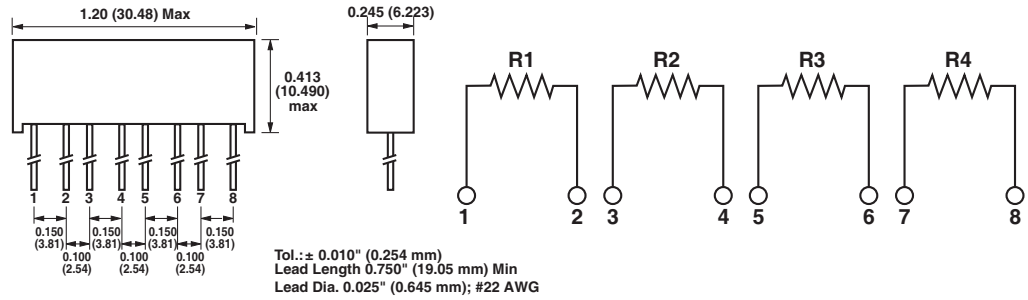 1.20 (30.48) Max
0.245 (6.223)
0.413
(10.490)
max
1 2 3 4 5 6 7 8
0.150
(3.81)
0.100
(2.54)
0.150
(3.81)
0.100
(2.54)
0.150
(3.81)
0.100
(2.54)
0.150
(3.81)
R1 R2 R3 R4
1 2 3 4 5 6 7 8
Tol.: ± 0.010" (0.254 mm)
Lead Length 0.750" (19.05 mm) Min
Lead Dia. 0.025" (0.645 mm); #22 AWG